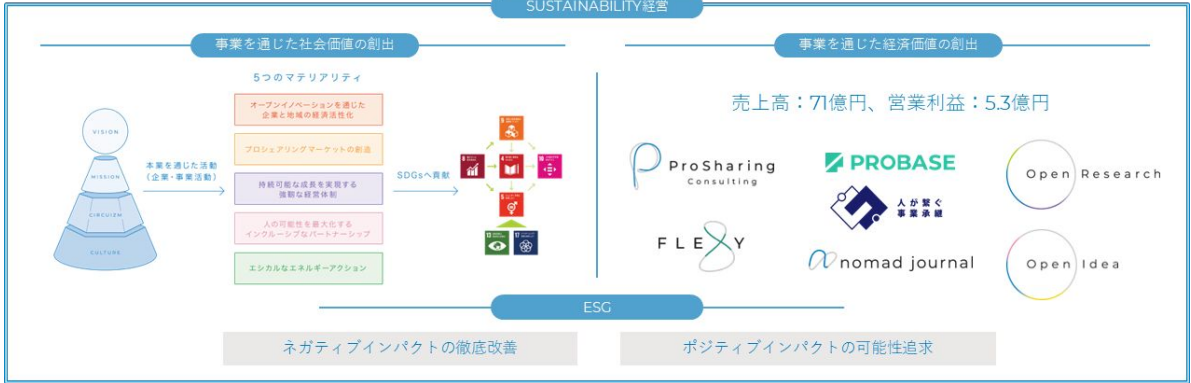 SUSTAINABILITY経営
事業を通じた社会価値の創出
5つのマテリアリティ
VISION
MISSION
CIRCUIZM
CULTURE
本業を通じた活動
(企業・事業活動)
オープンイノベーションを通じた
企業と地域の経済活性化
プロシェアリングマーケットの創造
持続可能な成長を実現する
強靭な経営体制
人の可能性を最大化する
インクルーシブなパートナーシップ
エシカルなエネルギーアクション
SDGsへ貢献
9
8
4
10
5
13
17
事業を通じた経済価値の創出
売上高:71億円、営業利益:5.3億円
ProSharing
Consulting
PROBASE
Open Research
人が繋ぐ
事業承継
FLEXY
nomad journal
Open Idea
ESG
ネガティブインパクトの徹底改善
ポジティブインパクトの可能性追求